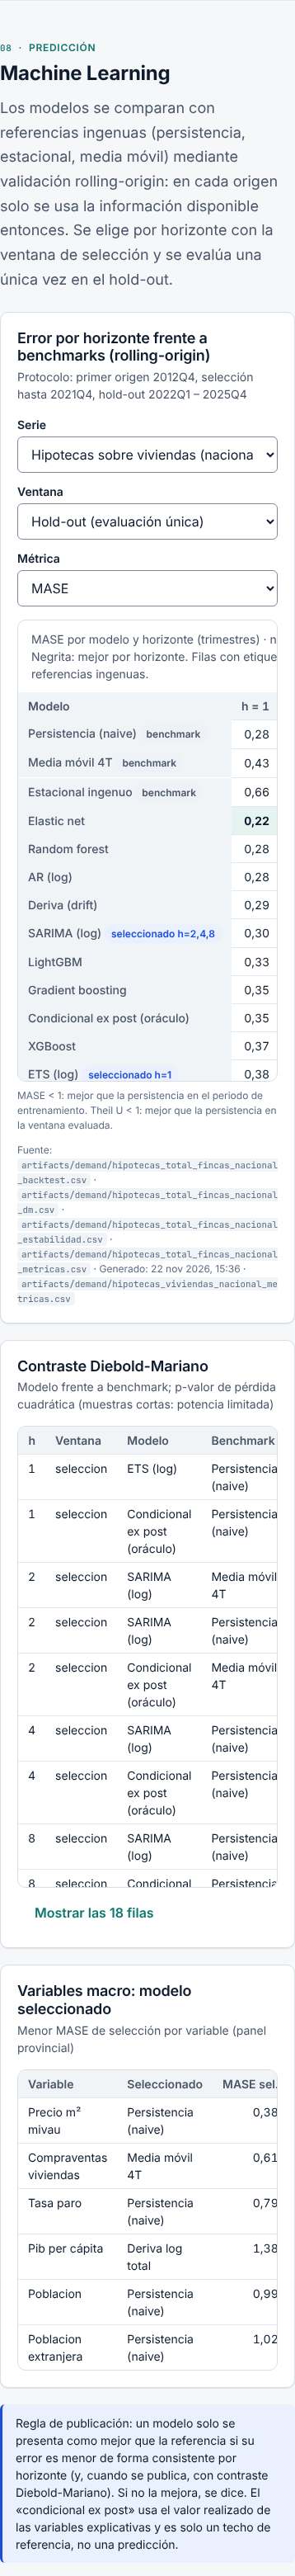 08 · PREDICCIÓN
Machine Learning
Los modelos se comparan con
referencias ingenuas (persistencia,
estacional, media móvil) mediante
validación rolling-origin: en cada origen
solo se usa la información disponible
entonces. Se elige por horizonte con la
ventana de selección y se evalúa una
única vez en el hold-out.
Error por horizonte frente a
benchmarks (rolling-origin)
Protocolo: primer origen 2012Q4, selección
hasta 2021Q4, hold-out 2022Q1 – 2025Q4
Serie
Hipotecas sobre viviendas (naciona
Ventana
Hold-out (evaluación única)
Métrica
MASE
MASE por modelo y horizonte (trimestres) · n
Negrita: mejor por horizonte. Filas con etique
referencias ingenuas.
Modelo h = 1
Persistencia (naive) benchmark 0,28
Media móvil 4T benchmark 0,43
Estacional ingenuo benchmark 0,66
Elastic net 0,22
Random forest 0,28
AR (log) 0,28
Deriva (drift) 0,29
SARIMA (log) seleccionado h=2,4,8 0,30
LightGBM 0,33
Gradient boosting 0,35
Condicional ex post (oráculo) 0,35
XGBoost 0,37
ETS (log) seleccionado h=1 0,38
MASE < 1: mejor que la persistencia en el periodo de
entrenamiento. Theil U < 1: mejor que la persistencia en
la ventana evaluada.
Fuente:
artifacts/demand/hipotecas_total_fincas_nacional
_backtest.csv ·
artifacts/demand/hipotecas_total_fincas_nacional
_dm.csv ·
artifacts/demand/hipotecas_total_fincas_nacional
_estabilidad.csv ·
artifacts/demand/hipotecas_total_fincas_nacional
_metricas.csv · Generado: 22 nov 2026, 15:36 ·
artifacts/demand/hipotecas_viviendas_nacional_me
tricas.csv
Contraste Diebold-Mariano
Modelo frente a benchmark; p-valor de pérdida
cuadrática (muestras cortas: potencia limitada)
h Ventana Modelo Benchmark
1 seleccion ETS (log) Persistencia
(naive)
1 seleccion Condicional Persistencia
ex post (naive)
(oráculo)
2 seleccion SARIMA Media móvil
(log) 4T
2 seleccion SARIMA Persistencia
(log) (naive)
2 seleccion Condicional Media móvil
ex post 4T
(oráculo)
4 seleccion SARIMA Persistencia
(log) (naive)
4 seleccion Condicional Persistencia
ex post (naive)
(oráculo)
8 seleccion SARIMA Persistencia
(log) (naive)
8 seleccion Condicional Persistencia
Mostrar las 18 filas
Variables macro: modelo
seleccionado
Menor MASE de selección por variable (panel
provincial)
Variable Seleccionado MASE sel.
Precio m² Persistencia 0,38
mivau (naive)
Compraventas Media móvil 0,61
viviendas 4T
Tasa paro Persistencia 0,79
(naive)
Pib per cápita Deriva log 1,38
total
Poblacion Persistencia 0,99
(naive)
Poblacion Persistencia 1,02
extranjera (naive)
Regla de publicación: un modelo solo se
presenta como mejor que la referencia si su
error es menor de forma consistente por
horizonte (y, cuando se publica, con contraste
Diebold-Mariano). Si no la mejora, se dice. El
«condicional ex post» usa el valor realizado de
las variables explicativas y es solo un techo de
referencia, no una predicción.